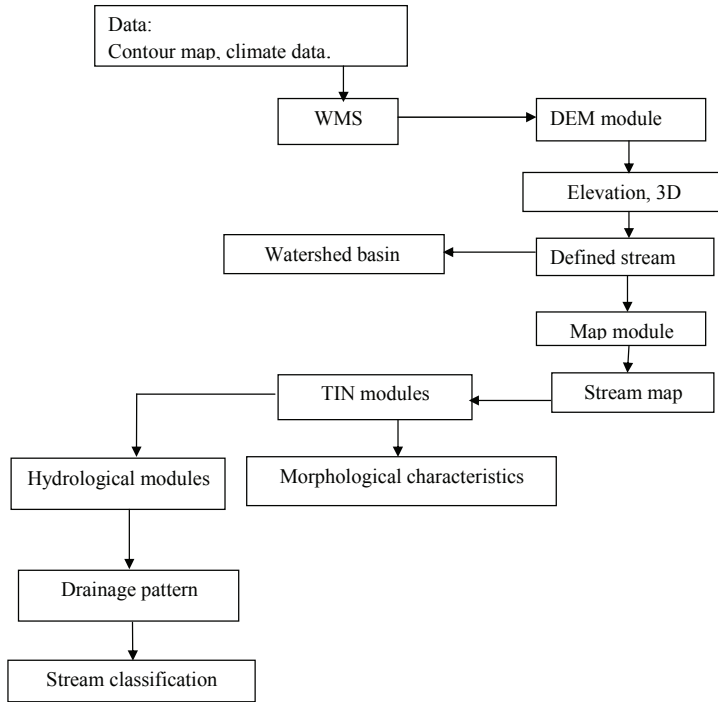 Data:
Contour map, climate data.
WMS
DEM module
Elevation, 3D
Watershed basin
Defined stream
Map module
TIN modules
Stream map
Hydrological modules
Morphological characteristics
Drainage pattern
Stream classification